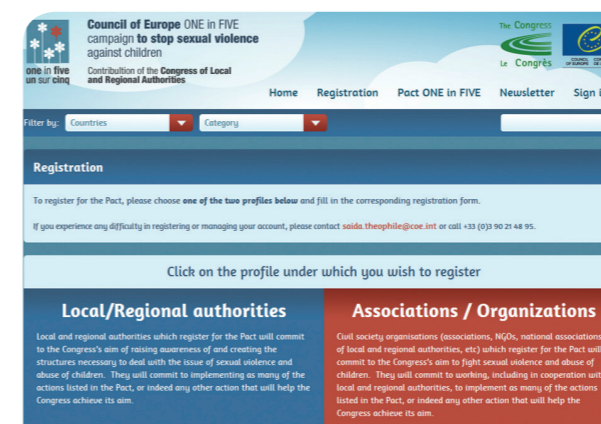 Council of Europe ONE in FIVE
campaign to stop sexual violence
against children
Contribultion of the Congress of Local
and Regional Authorities
one in five
un sur cinq
The Congress
Le Congrès
Home Registration Pact ONE in FIVE Newsletter Sign i
Filter by: Countries Category
Registration
To register for the Pact, please choose one of the two profiles below and fill in the corresponding registration form.
If you experience any difficulty in registering or managing your account, please contact saida.theophile@coe.int or call +33 (0)3 90 21 48 95.
Click on the profile under which you wish to register
Local/Regional authorities
Local and regional authorities which register for the Pact will commit
to the Congress's aim of raising awareness of and creating the
structures necessary to deal with the issue of sexual violence and
abuse of children. They will commit to implementing as many of the
actions listed in the Pact, or indeed any other action that will help the
Congress achieve its aim.
Associations / Organizations
Civil society organisations (associations, NGOs, national associations
of local and regional authorities, etc) which register for the Pact will
commit to the Congress's aim to fight sexual violence and abuse of
children. They will commit to working, including in cooperation wit
local and regional authorities, to implement as many of the actions
listed in the Pact, or indeed any other action that will help the
Congress achieve its aim.